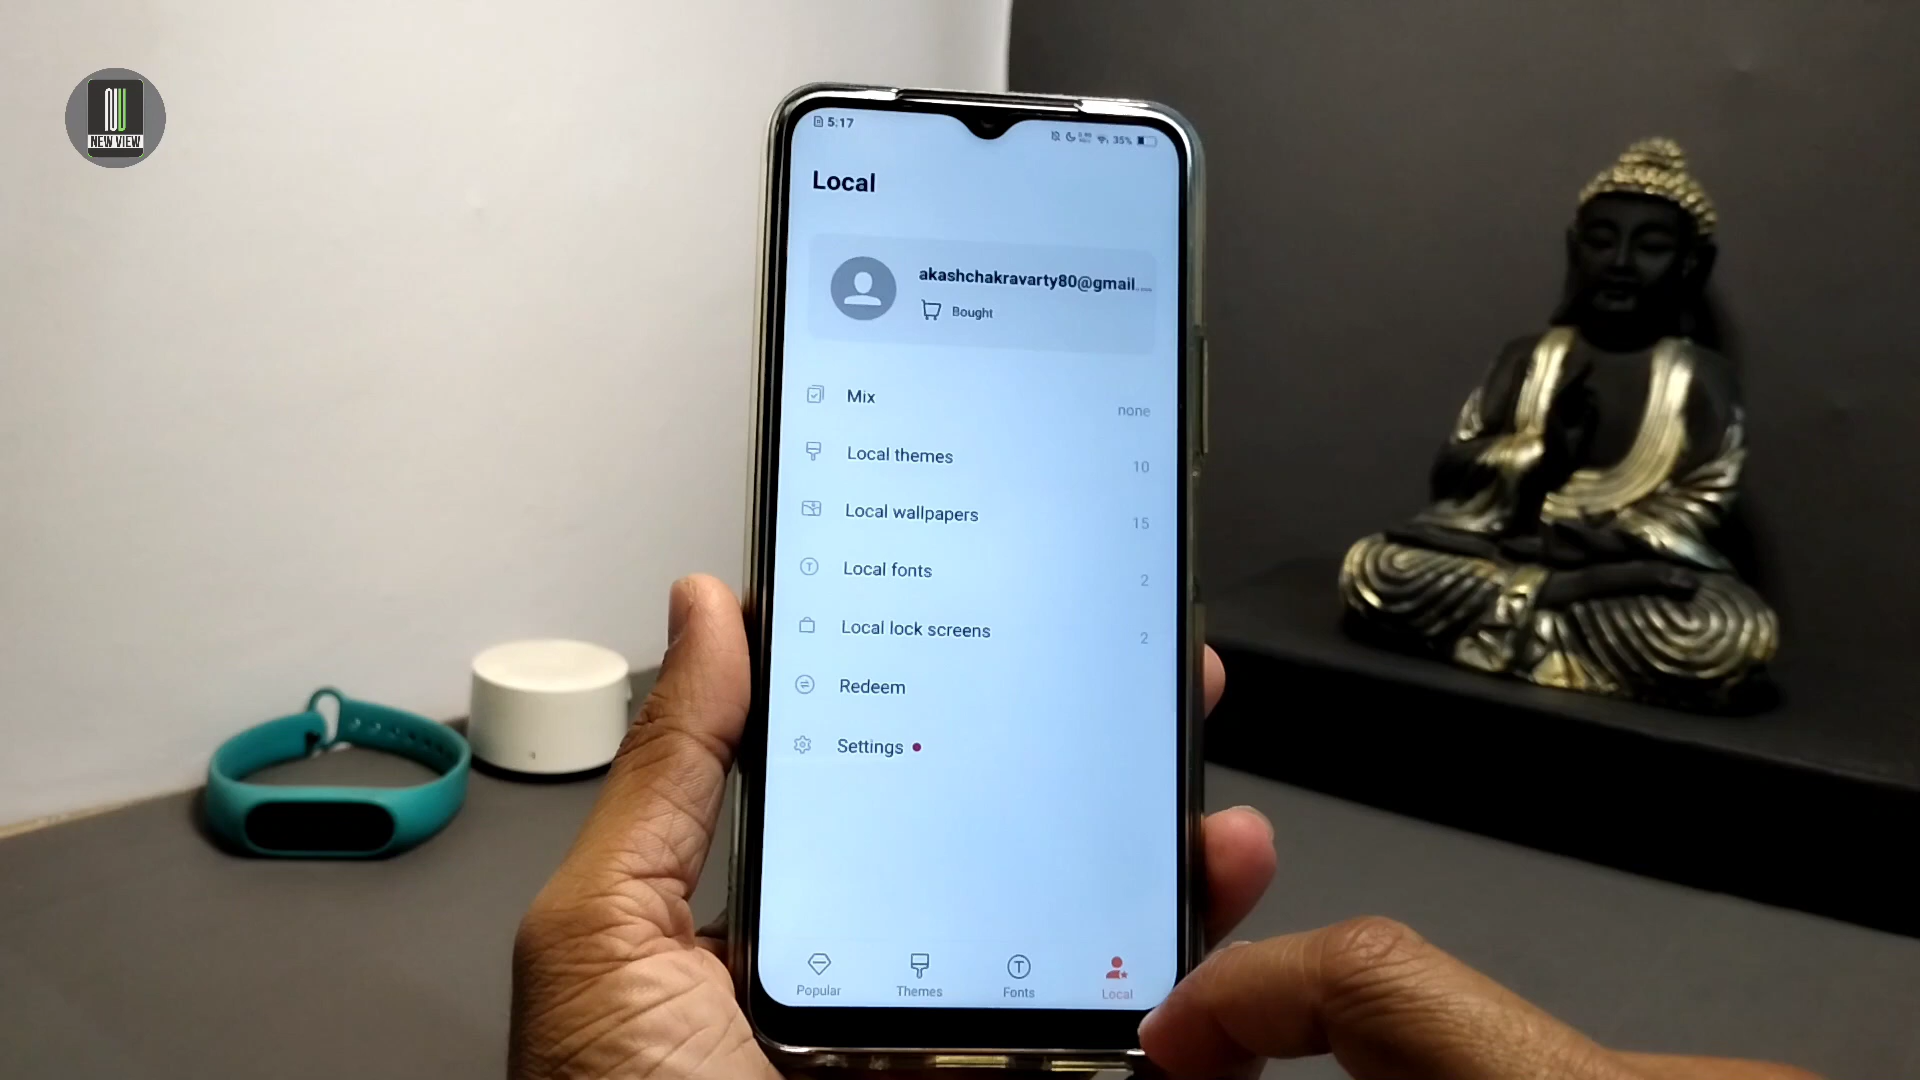 NEW VIEW
5:17
35%
Local
akashchakravarty80@gmail....
Bought
Mix
none
Local themes
10
Local wallpapers
15
Local fonts
2
Local lock screens
2
Redeem
Settings
Popular
Themes
Fonts
Local